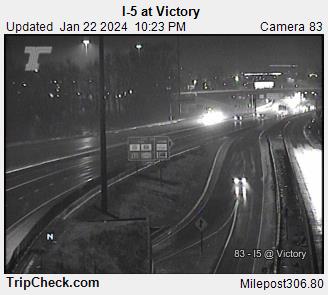 I-5 at Victory
Updated Jan 22 2024 10:23 PM Camera 83
N
83 - I5 @ Victory
TripCheck.com Milepost306.80